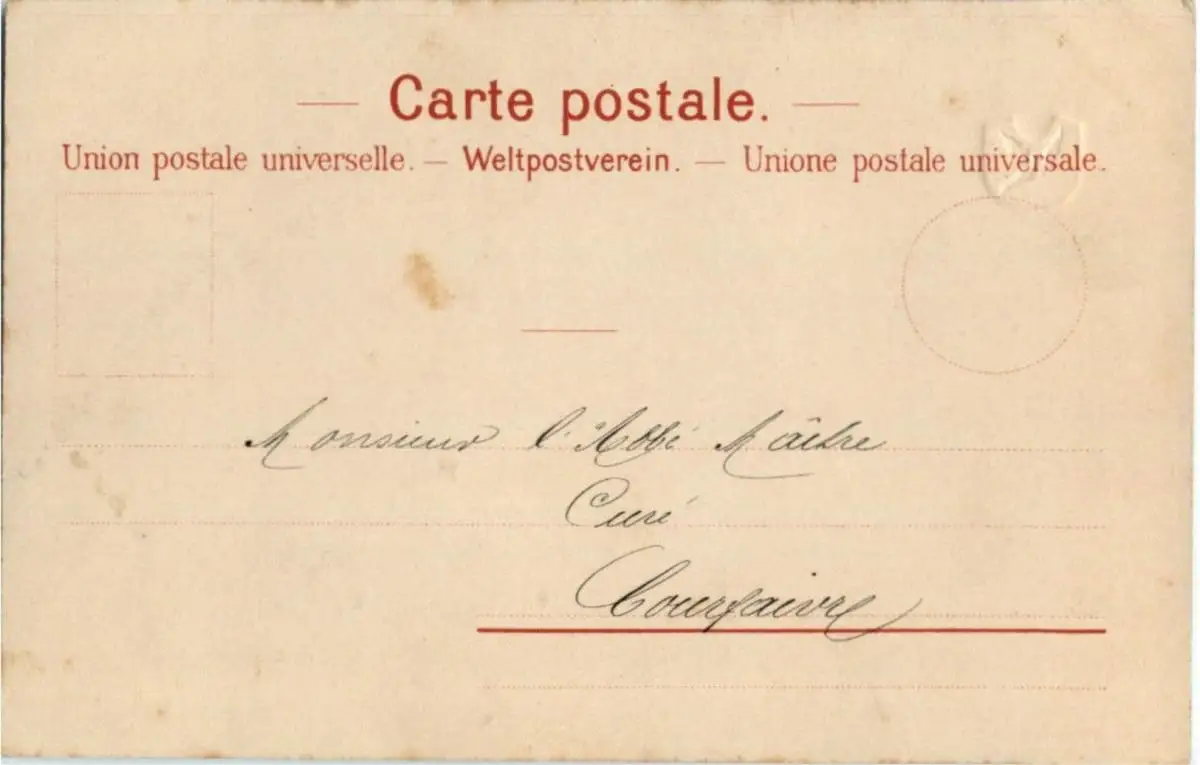 Carte postale.
Union postale universelle. — Weltpostverein. — Unione postale universale.
Monsieur l'Abbé Maître
Curé
Courfaivre